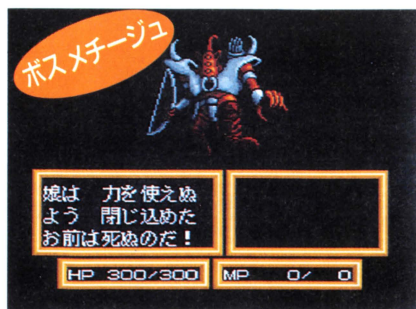 ボス メチージュ
娘は 力を使えぬ
よう 閉じ込めた
お前は死ぬのだ！
HP 300/300
MP 0/ 0